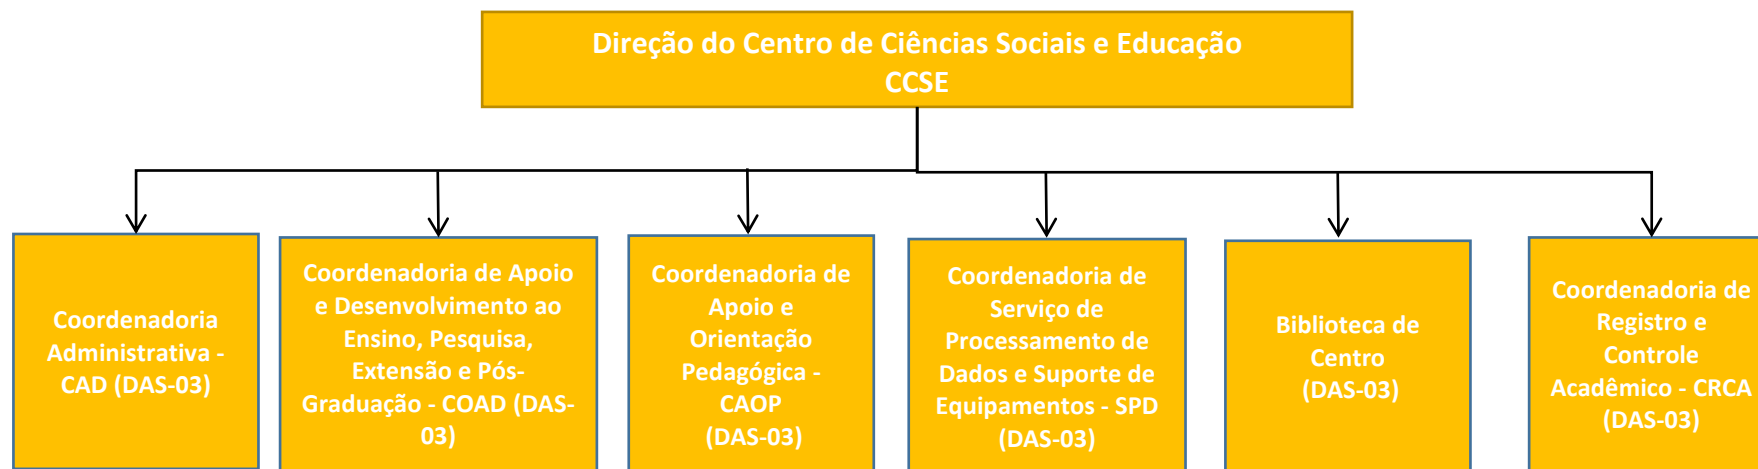 Direção do Centro de Ciências Sociais e Educação
CCSE
Coordenadoria
Administrativa -
CAD (DAS-03)
Coordenadoria de Apoio
e Desenvolvimento ao
Ensino, Pesquisa,
Extensão e Pós-
Graduação - COAD (DAS-
03)
Coordenadoria de
Apoio e
Orientação
Pedagógica -
CAOP
(DAS-03)
Coordenadoria de
Serviço de
Processamento de
Dados e Suporte de
Equipamentos - SPD
(DAS-03)
Biblioteca de
Centro
(DAS-03)
Coordenadoria de
Registro e
Controle
Acadêmico - CRCA
(DAS-03)